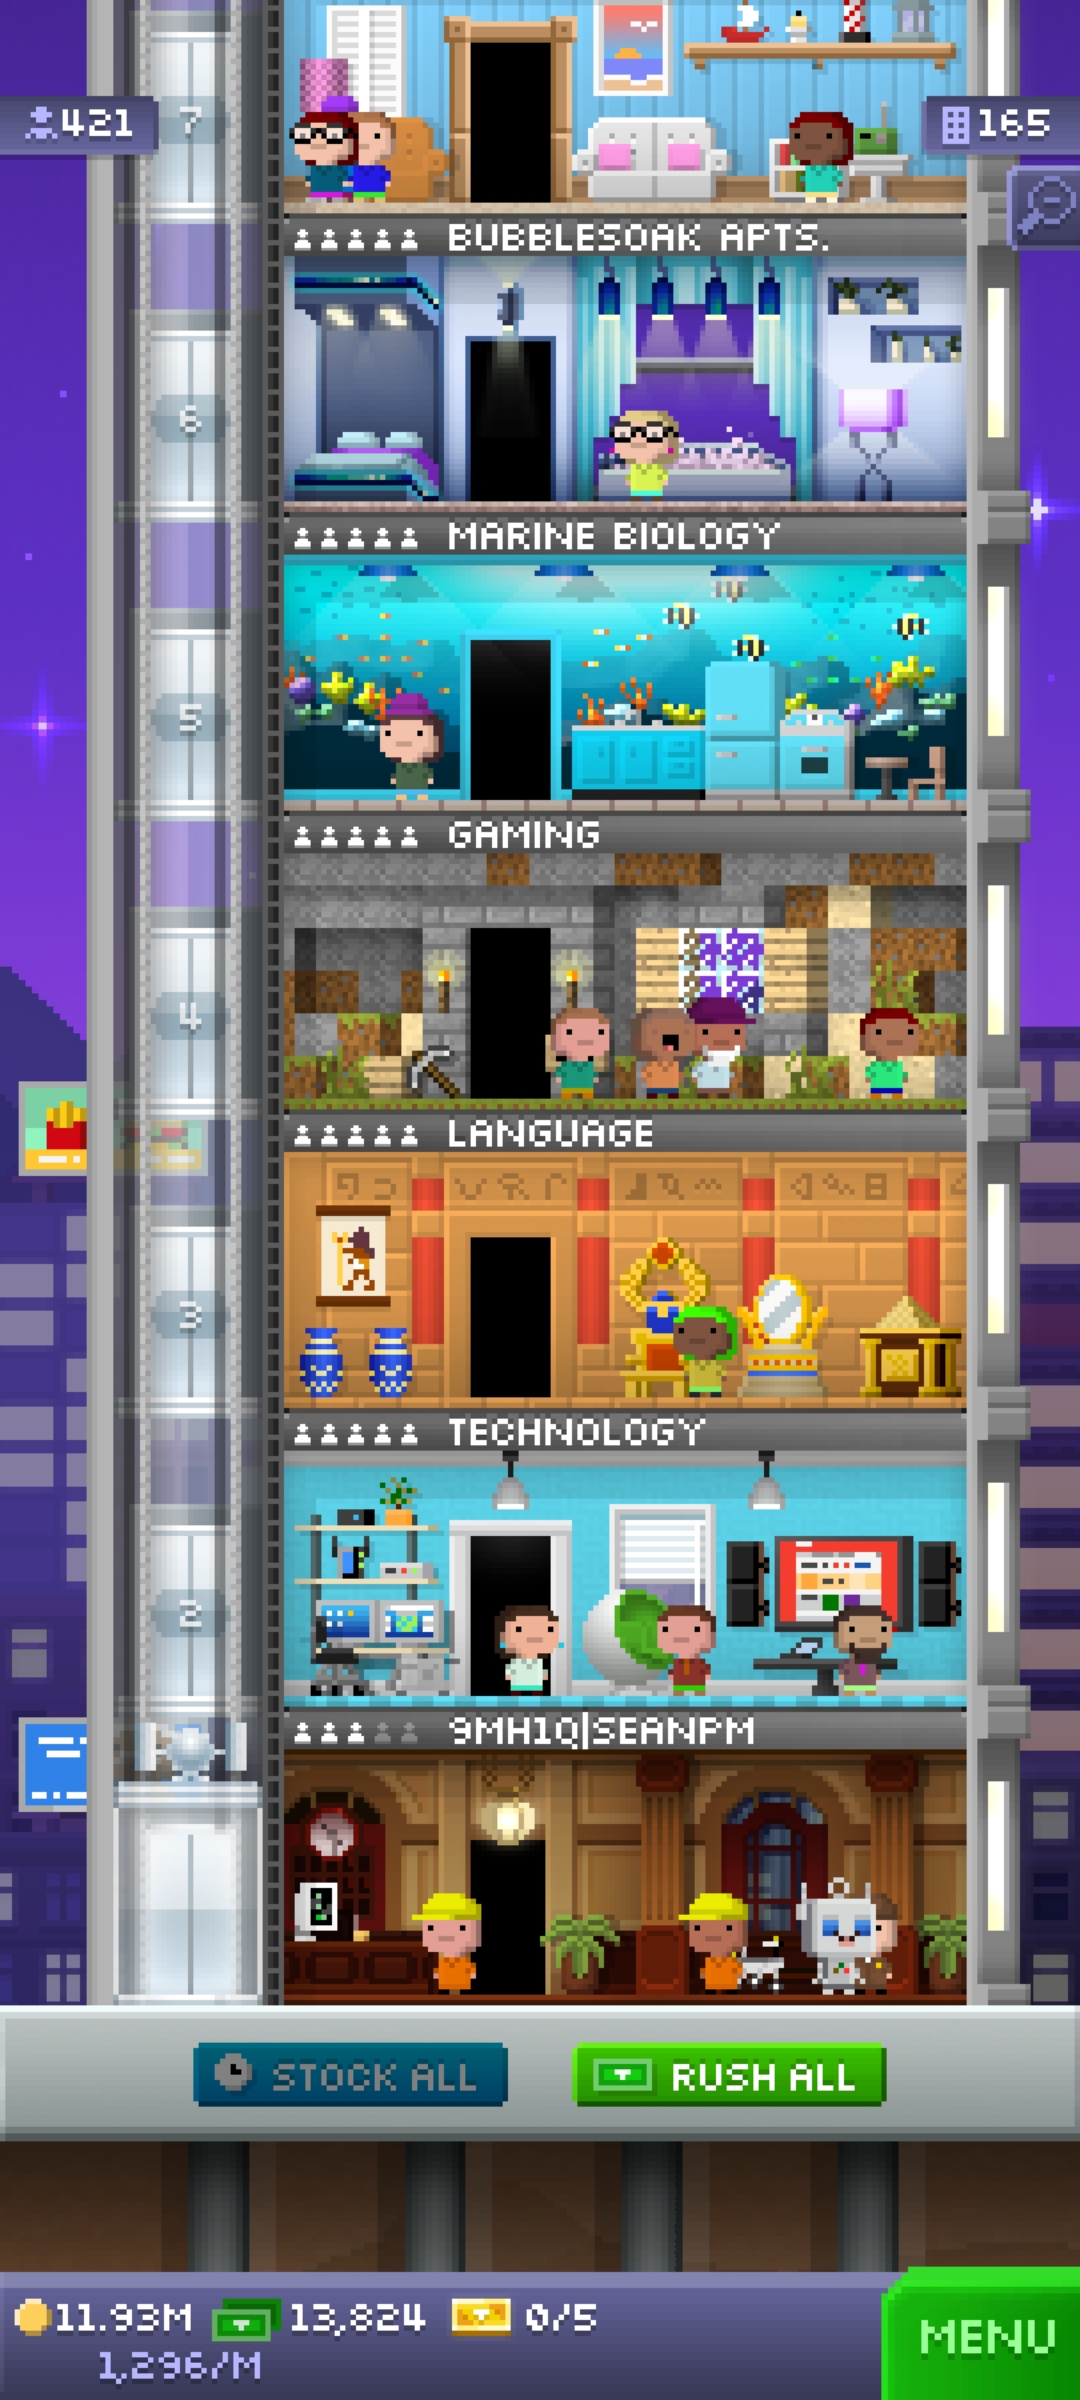 421
7
165
BUBBLESOAK APTS.
6
MARINE BIOLOGY
5
GAMING
4
LANGUAGE
3
TECHNOLOGY
2
9MH1Q|SEANPM
STOCK ALL
RUSH ALL
11.93M
13,824
0/5
1,296/M
MENU